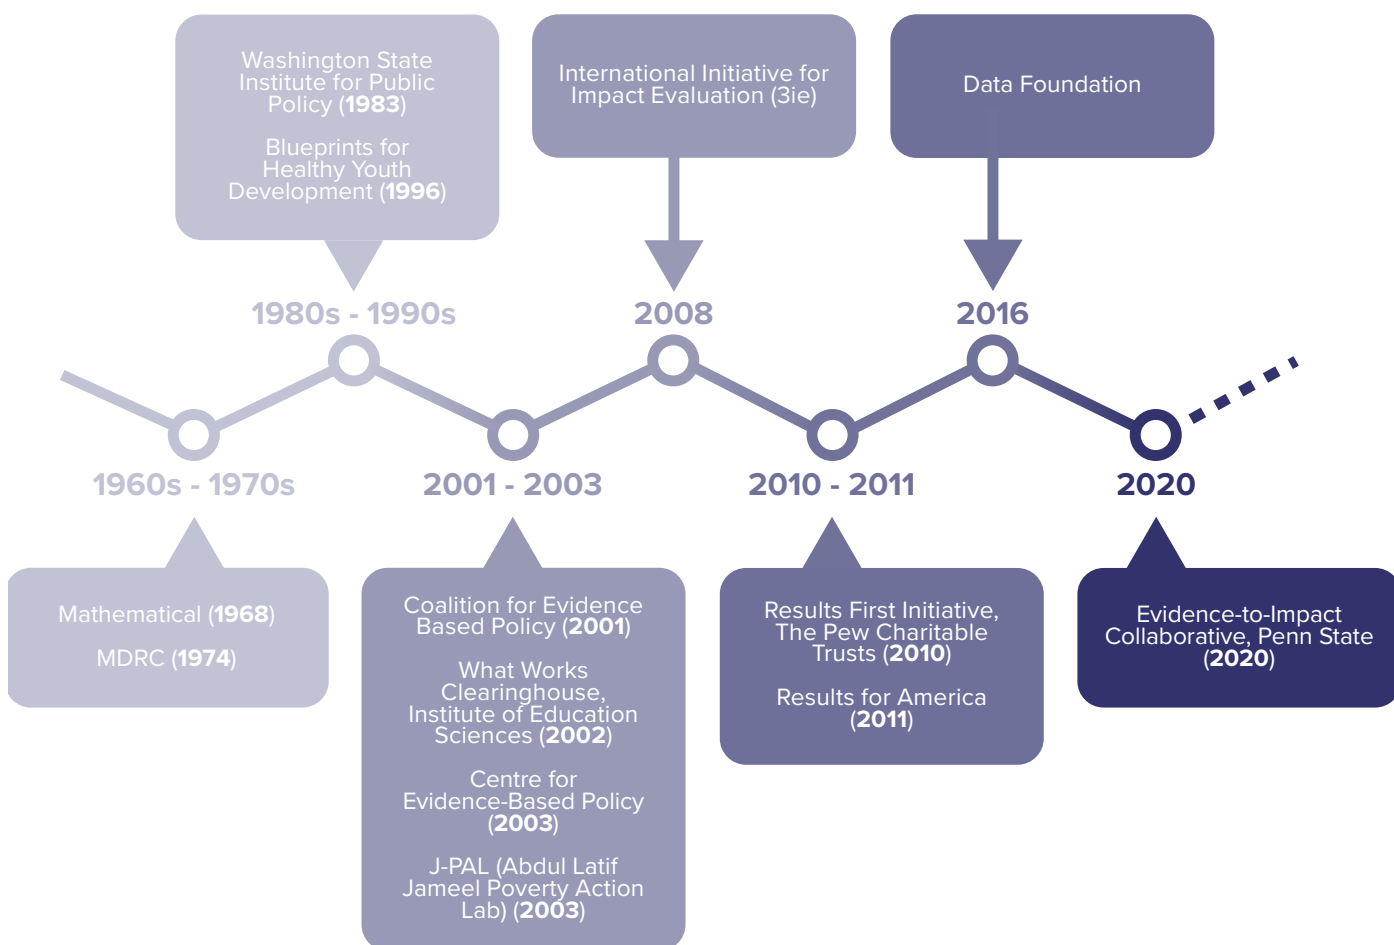 Washington State
Institute for Public
Policy (1983)
Blueprints for
Healthy Youth
Development (1996)
International Initiative for
Impact Evaluation (3ie)
Data Foundation
1980s - 1990s
2008
2016
1960s - 1970s
2001 - 2003
2010 - 2011
2020
Mathematical (1968)
MDRC (1974)
Coalition for Evidence
Based Policy (2001)
What Works
Clearinghouse,
Institute of Education
Sciences (2002)
Centre for
Evidence-Based Policy
(2003)
J-PAL (Abdul Latif
Jameel Poverty Action
Lab) (2003)
Results First Initiative,
The Pew Charitable
Trusts (2010)
Results for America
(2011)
Evidence-to-Impact
Collaborative, Penn State
(2020)